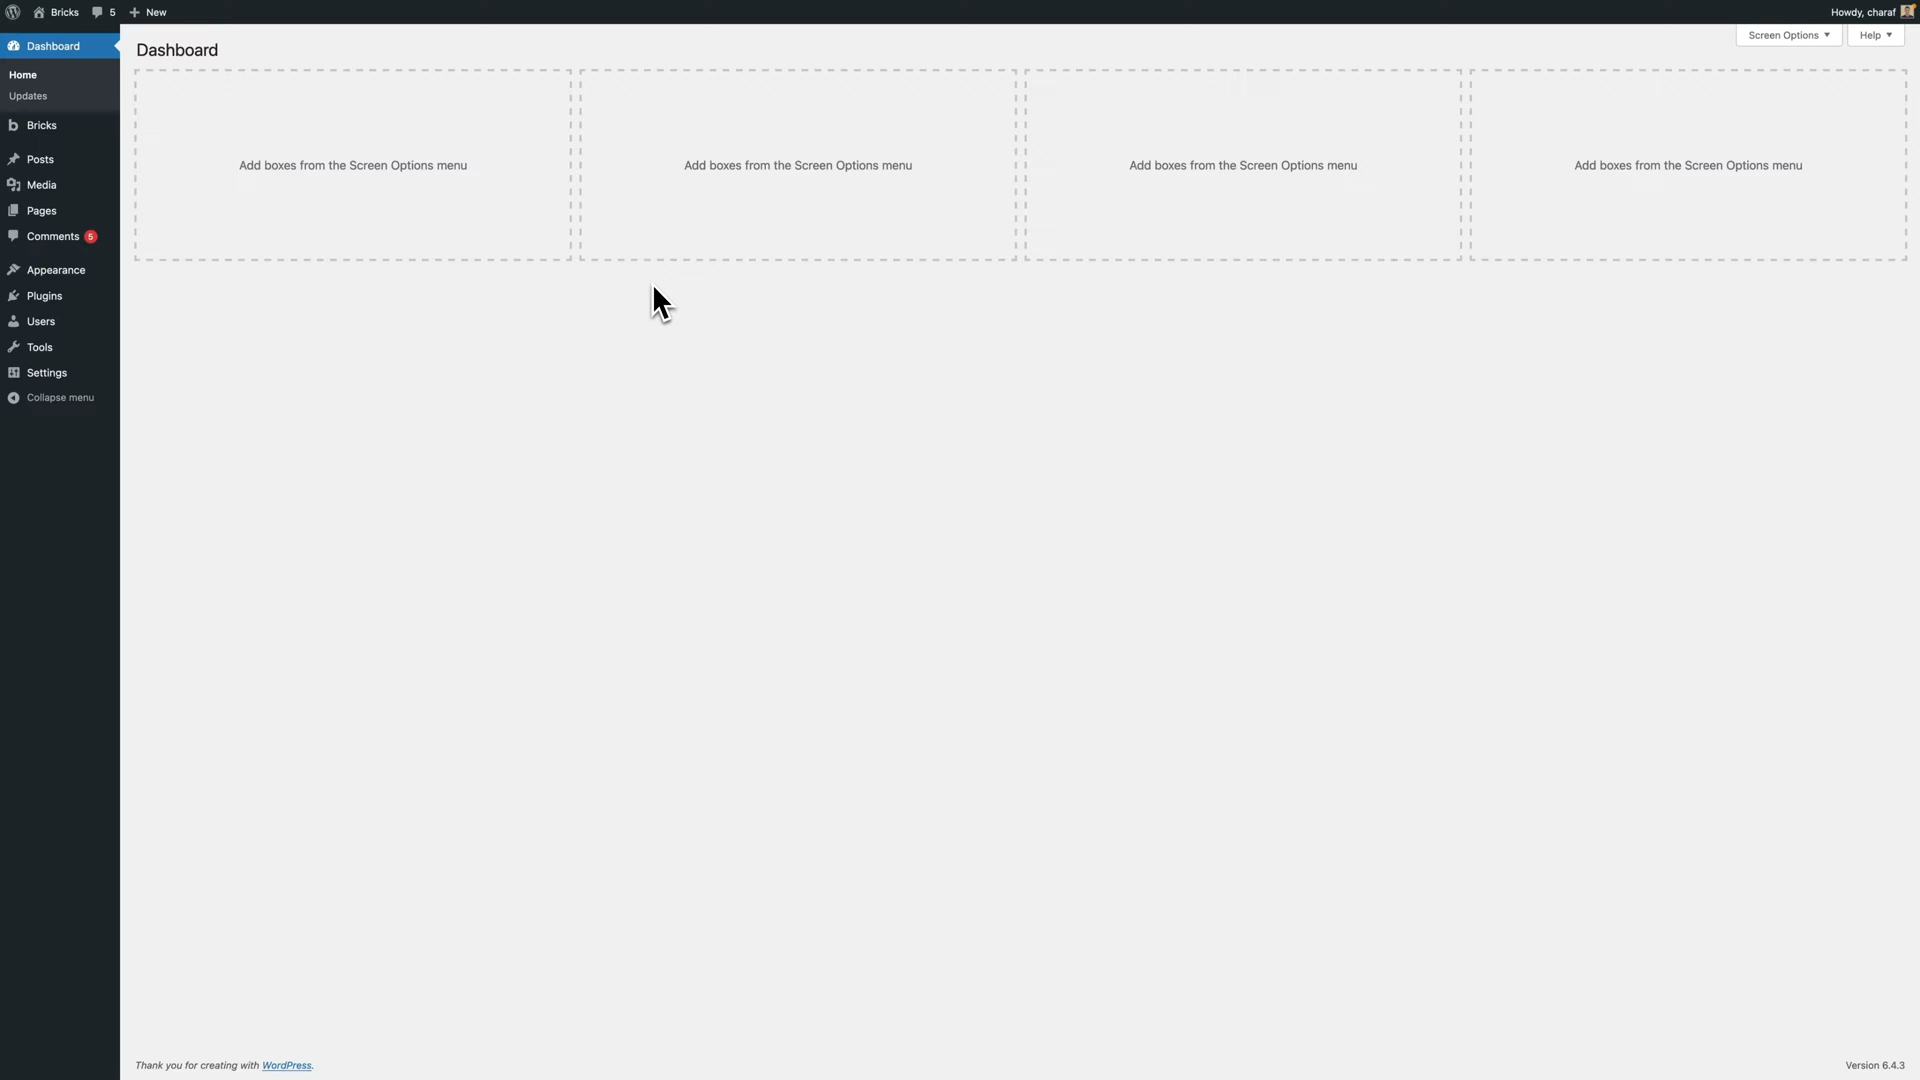 Bricks
5
New
Howdy, charaf
Dashboard
Home
Updates
Bricks
Posts
Media
Pages
Comments 5
Appearance
Plugins
Users
Tools
Settings
Collapse menu
Dashboard
Screen Options
Help
Add boxes from the Screen Options menu
Add boxes from the Screen Options menu
Add boxes from the Screen Options menu
Add boxes from the Screen Options menu
Thank you for creating with WordPress.
Version 6.4.3